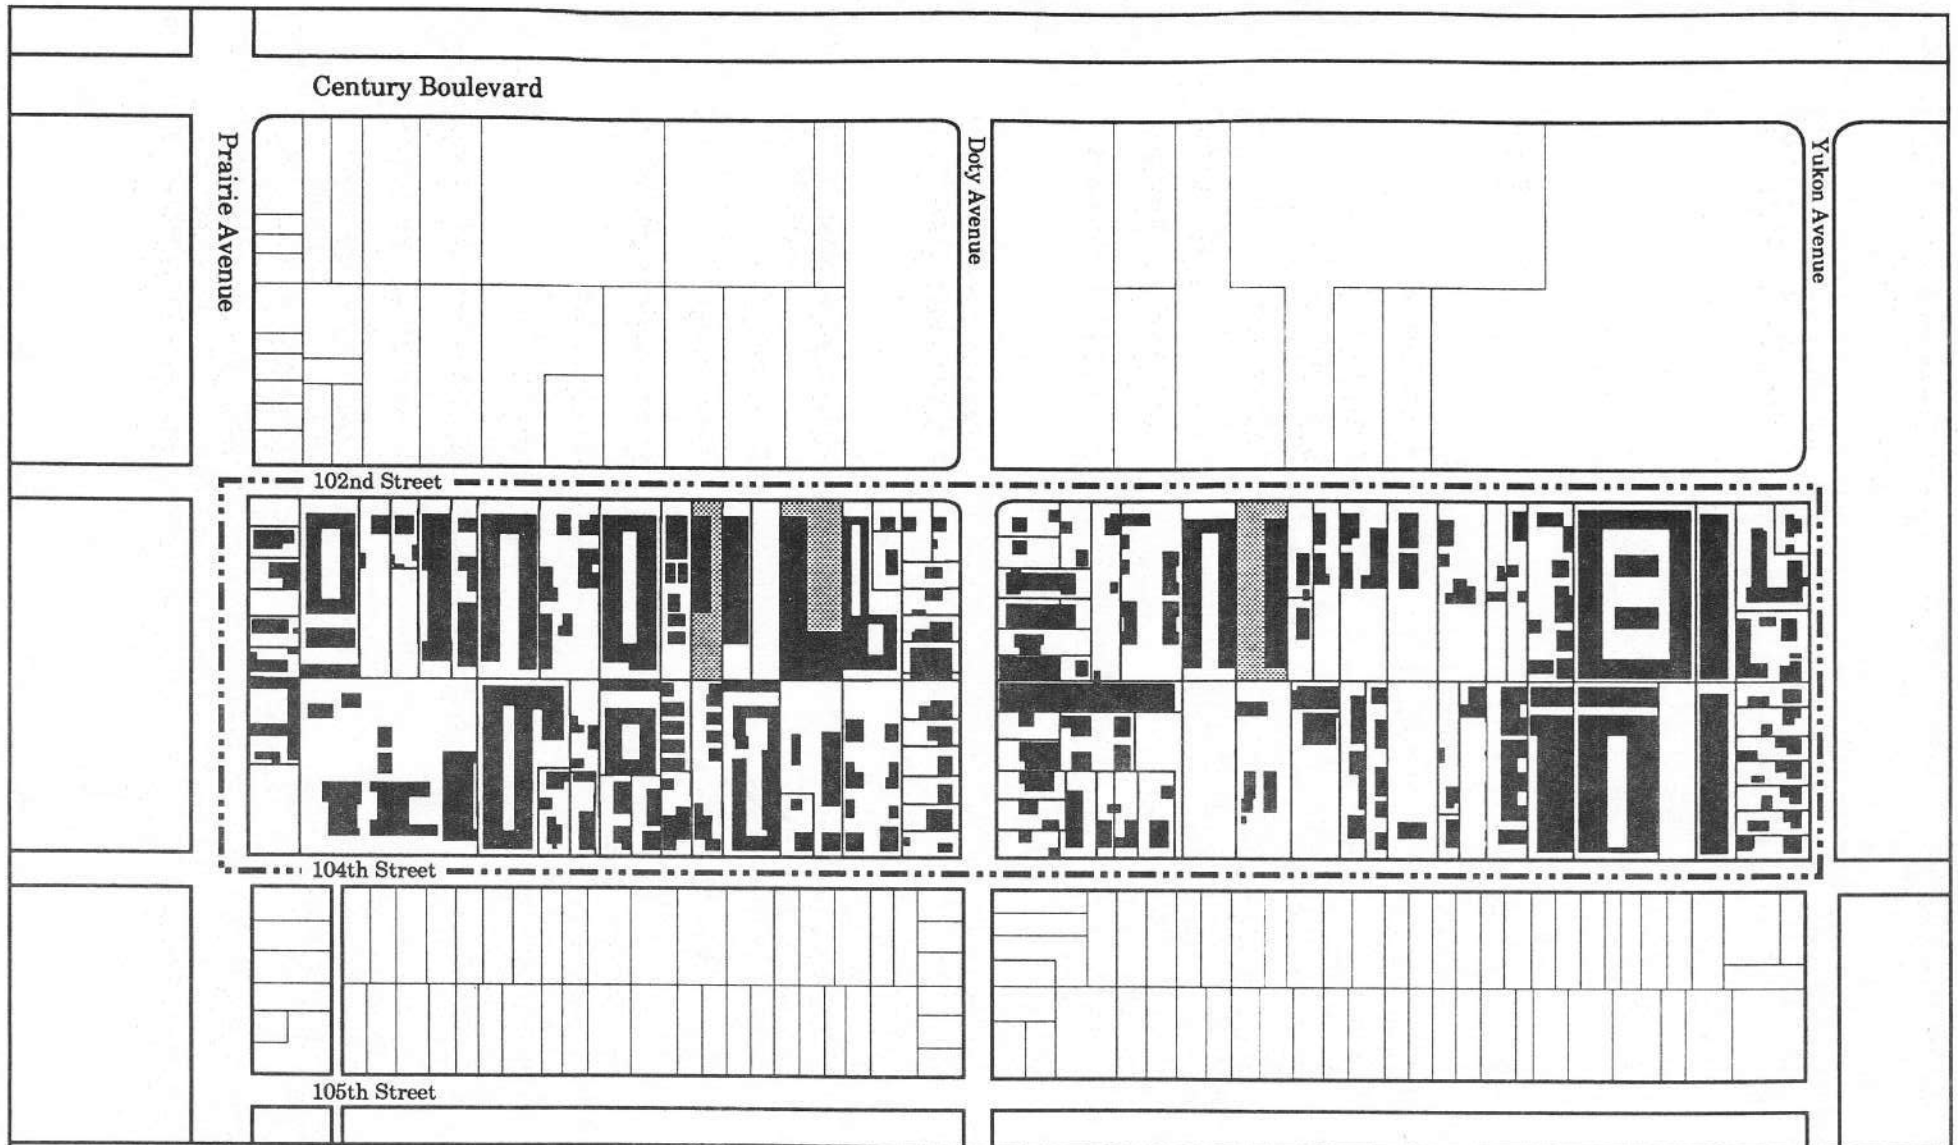 Century Boulevard
Prairie Avenue
Doty Avenue
Yukon Avenue
102nd Street
104th Street
105th Street